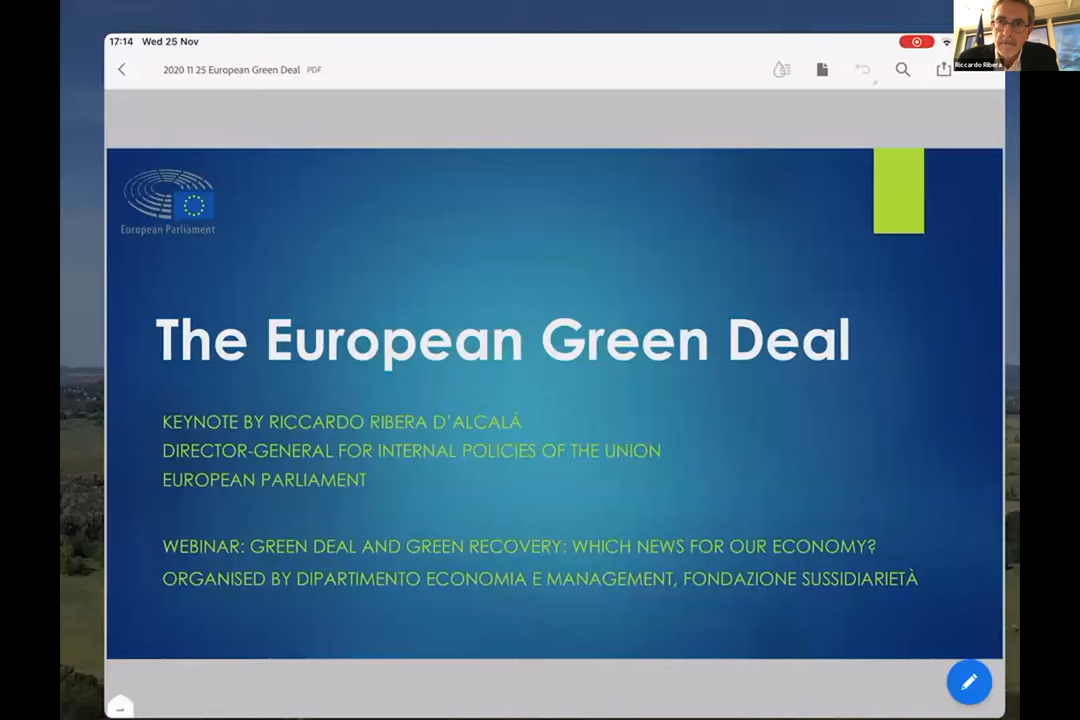 17:14 Wed 25 Nov
Riccardo Ribera
2020 11 25 European Green Deal PDF
European Parliament
The European Green Deal
KEYNOTE BY RICCARDO RIBERA D'ALCALÁ
DIRECTOR-GENERAL FOR INTERNAL POLICIES OF THE UNION
EUROPEAN PARLIAMENT
WEBINAR: GREEN DEAL AND GREEN RECOVERY: WHICH NEWS FOR OUR ECONOMY?
ORGANISED BY DIPARTIMENTO ECONOMIA E MANAGEMENT, FONDAZIONE SUSSIDIARIETÀ